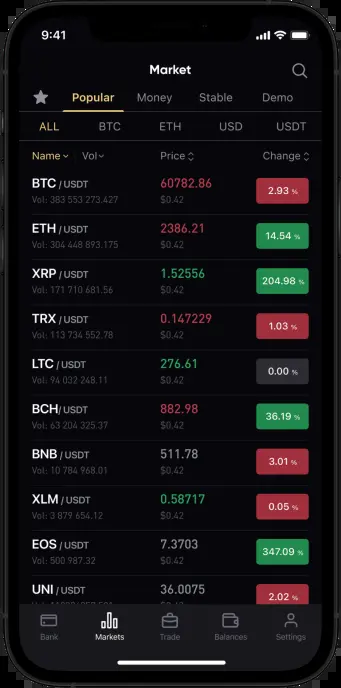 9:41
Market
Popular Money Stable Demo
ALL BTC ETH USD USDT
Name Vol Price Change
BTC / USDT 60782.86 2.93 %
Vol: 383 553 273.427 $0.42
ETH / USDT 2386.21 14.54 %
Vol: 304 448 893.175 $0.42
XRP / USDT 1.52556 204.98 %
Vol: 171 710 681.56 $0.42
TRX / USDT 0.147229 1.03 %
Vol: 113 734 552.78 $0.42
LTC / USDT 276.61 0.00 %
Vol: 94 032 248.11 $0.42
BCH/ USDT 882.98 36.19 %
Vol: 63 204 325.37 $0.42
BNB / USDT 511.78 3.01 %
Vol: 10 784 968.01 $0.42
XLM / USDT 0.58717 0.05 %
Vol: 3 879 654.12 $0.42
EOS / USDT 7.3703 347.09 %
Vol: 500 987.32 $0.42
UNI / USDT 36.0075 2.02 %
Bank Markets Trade Balances Settings